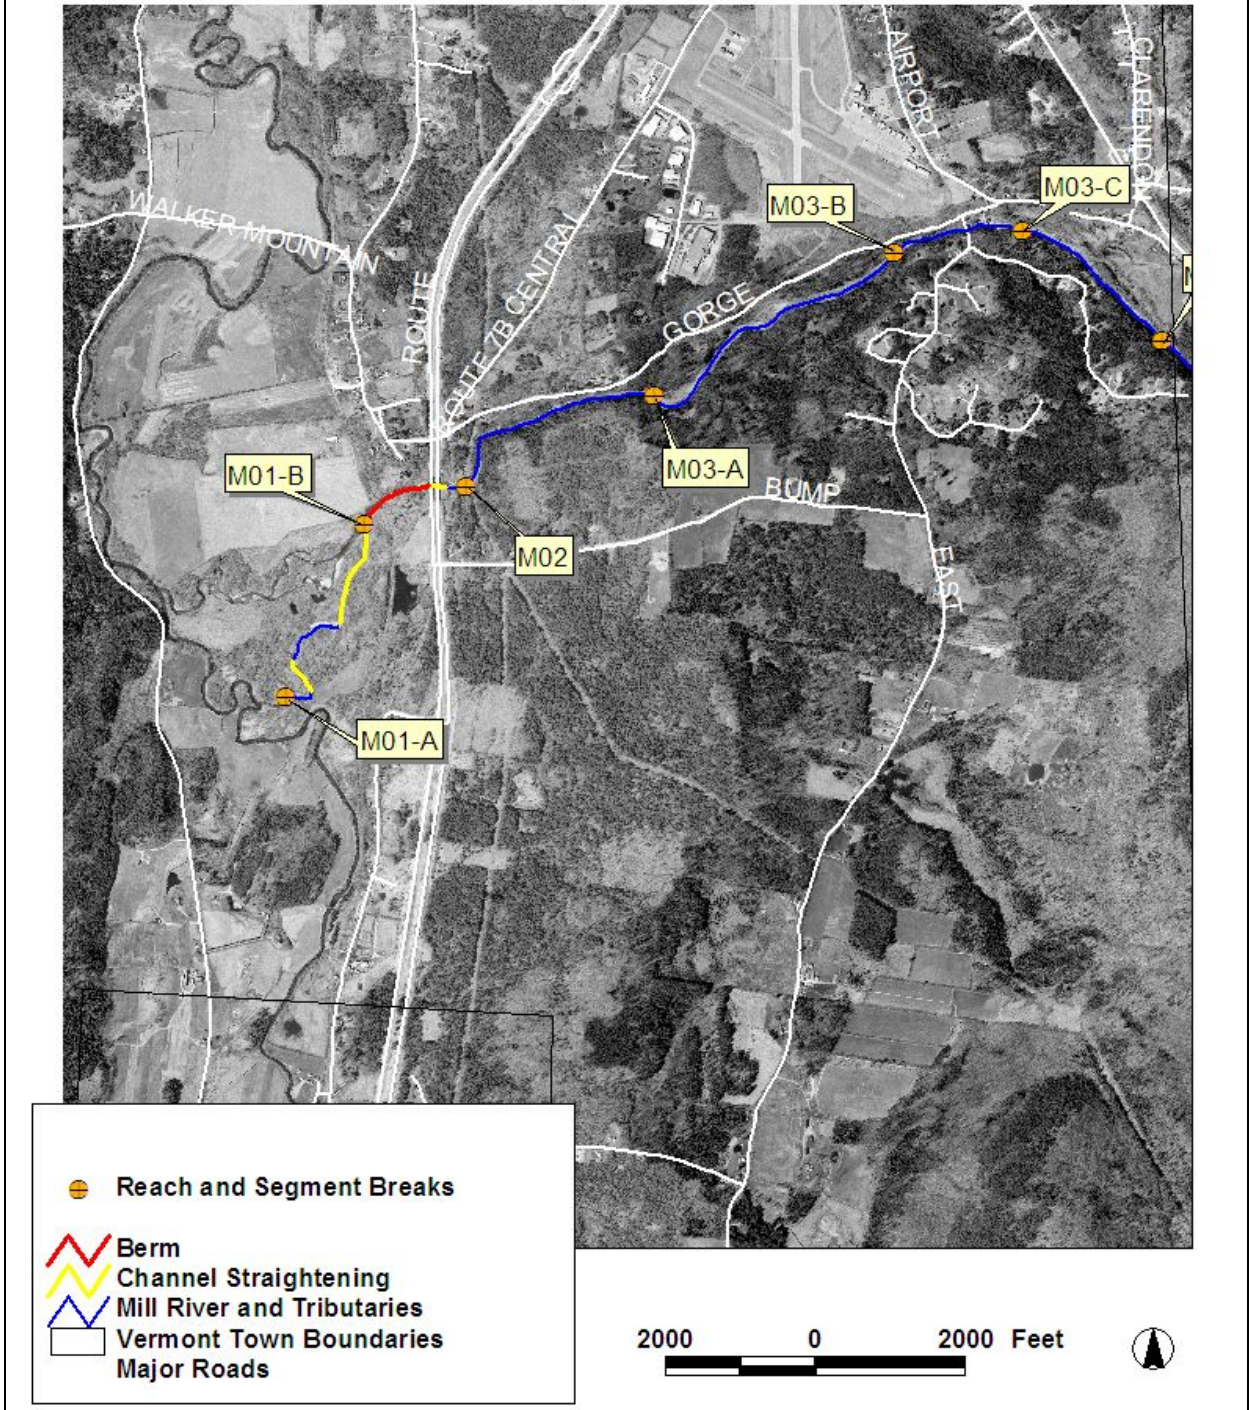 AIRPORT
CLARENDON
M03-C
M03-B
WALKER MOUNTAIN
ROUTE
ROUTE 7B CENTRAL
GORGE
M01-B
M03-A
BUMP
M02
EAST
M01-A
Reach and Segment Breaks
Berm
Channel Straightening
Mill River and Tributaries
Vermont Town Boundaries
Major Roads
2000 0 2000 Feet